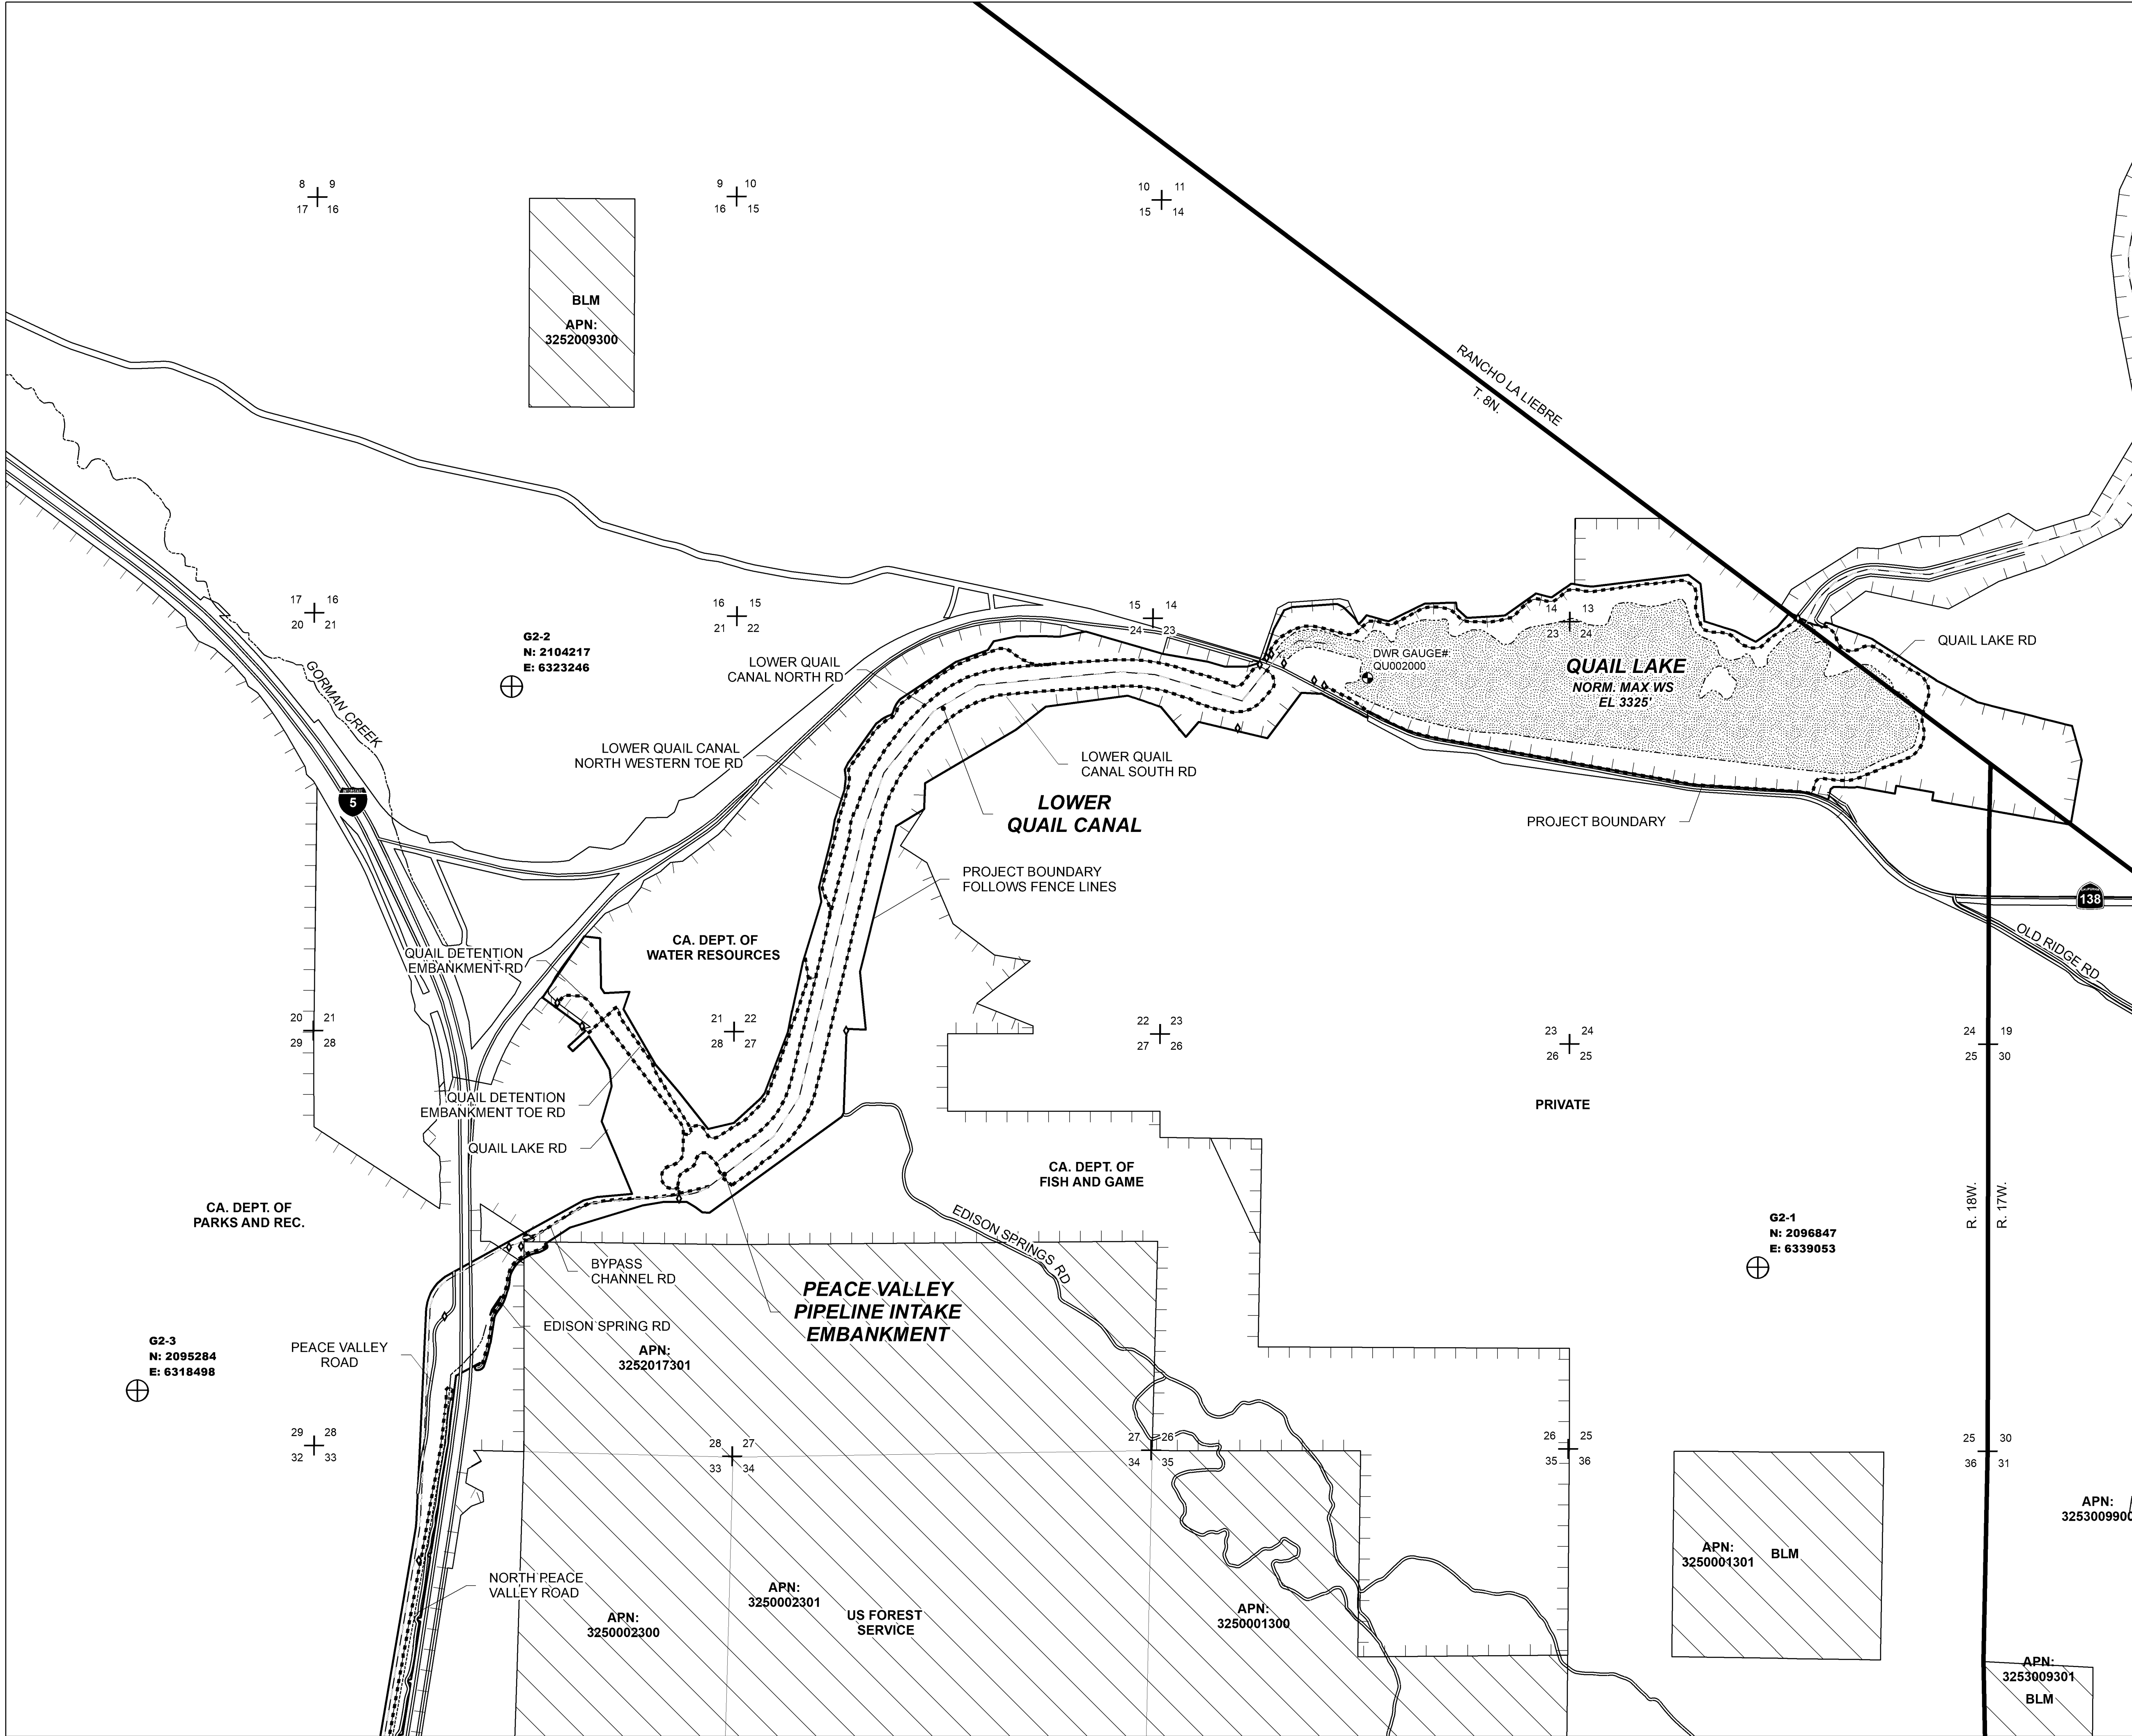 8 9
17 16
9 10
16 15
10 11
15 14
BLM
APN:
3252009300
RANCHO LA LIEBRE
T. 8N.
17 16
20 21
16 15
21 22
15 14
24 23
14 13
23 24
G2-2
N: 2104217
E: 6323246
GORMAN CREEK
LOWER QUAIL
CANAL NORTH RD
DWR GAUGE#
QU002000
QUAIL LAKE
NORM. MAX WS
EL 3325'
QUAIL LAKE RD
LOWER QUAIL CANAL
NORTH WESTERN TOE RD
LOWER QUAIL
CANAL SOUTH RD
5
LOWER
QUAIL CANAL
PROJECT BOUNDARY
PROJECT BOUNDARY
FOLLOWS FENCE LINES
138
OLD RIDGE RD
CA. DEPT. OF
WATER RESOURCES
QUAIL DETENTION
EMBANKMENT RD
20 21
29 28
21 22
28 27
22 23
27 26
23 24
26 25
24 19
25 30
QUAIL DETENTION
EMBANKMENT TOE RD
QUAIL LAKE RD
PRIVATE
CA. DEPT. OF
FISH AND GAME
CA. DEPT. OF
PARKS AND REC.
EDISON SPRINGS RD
R. 18W.
R. 17W.
G2-1
N: 2096847
E: 6339053
BYPASS
CHANNEL RD
PEACE VALLEY
PIPELINE INTAKE
EMBANKMENT
EDISON SPRING RD
G2-3
N: 2095284
E: 6318498
PEACE VALLEY
ROAD
APN:
3252017301
29 28
32 33
28 27
33 34
27 26
34 35
26 25
35 36
25 30
36 31
APN:
3253009900
APN:
3250001301
BLM
NORTH PEACE
VALLEY ROAD
APN:
3250002301
APN:
3250002300
US FOREST
SERVICE
APN:
3250001300
APN:
3253009301
BLM